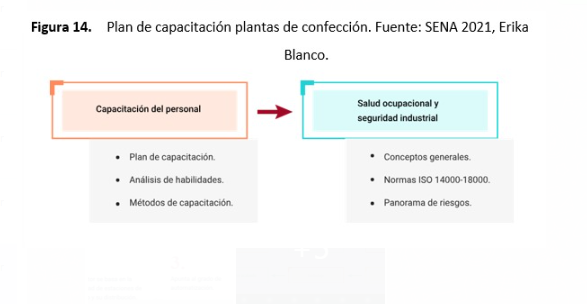 Figura 14. Plan de capacitación plantas de confección. Fuente: SENA 2021, Erika
Blanco.
Capacitación del personal
Plan de capacitación.
Análisis de habilidades.
Métodos de capacitación.
Salud ocupacional y
seguridad industrial
Conceptos generales.
Normas ISO 14000-18000.
Panorama de riesgos.